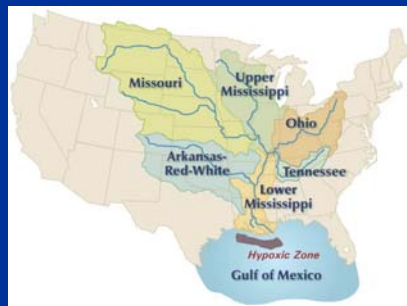 Missouri
Upper
Mississippi
Ohio
Arkansas-
Red-White
Tennessee
Lower
Mississippi
Hypoxic Zone
Gulf of Mexico